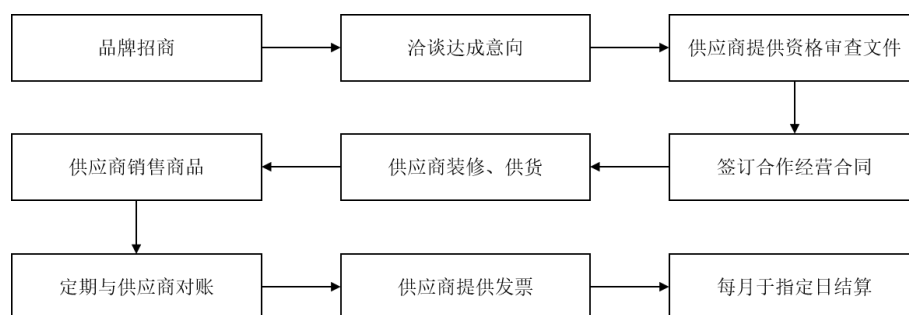 品牌招商
洽谈达成意向
供应商提供资格审查文件
签订合作经营合同
供应商装修、供货
供应商销售商品
定期与供应商对账
供应商提供发票
每月于指定日结算